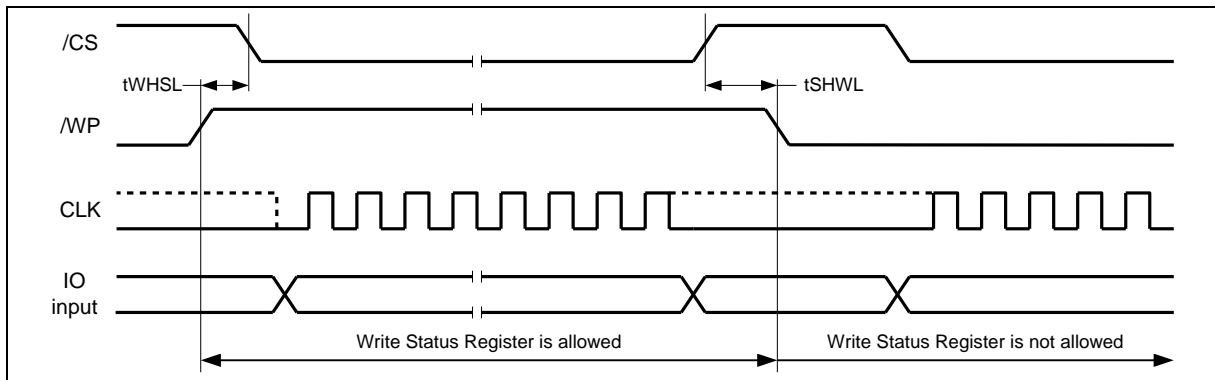 /CS
tWHSL
tSHWL
/WP
CLK
IO
input
Write Status Register is allowed
Write Status Register is not allowed